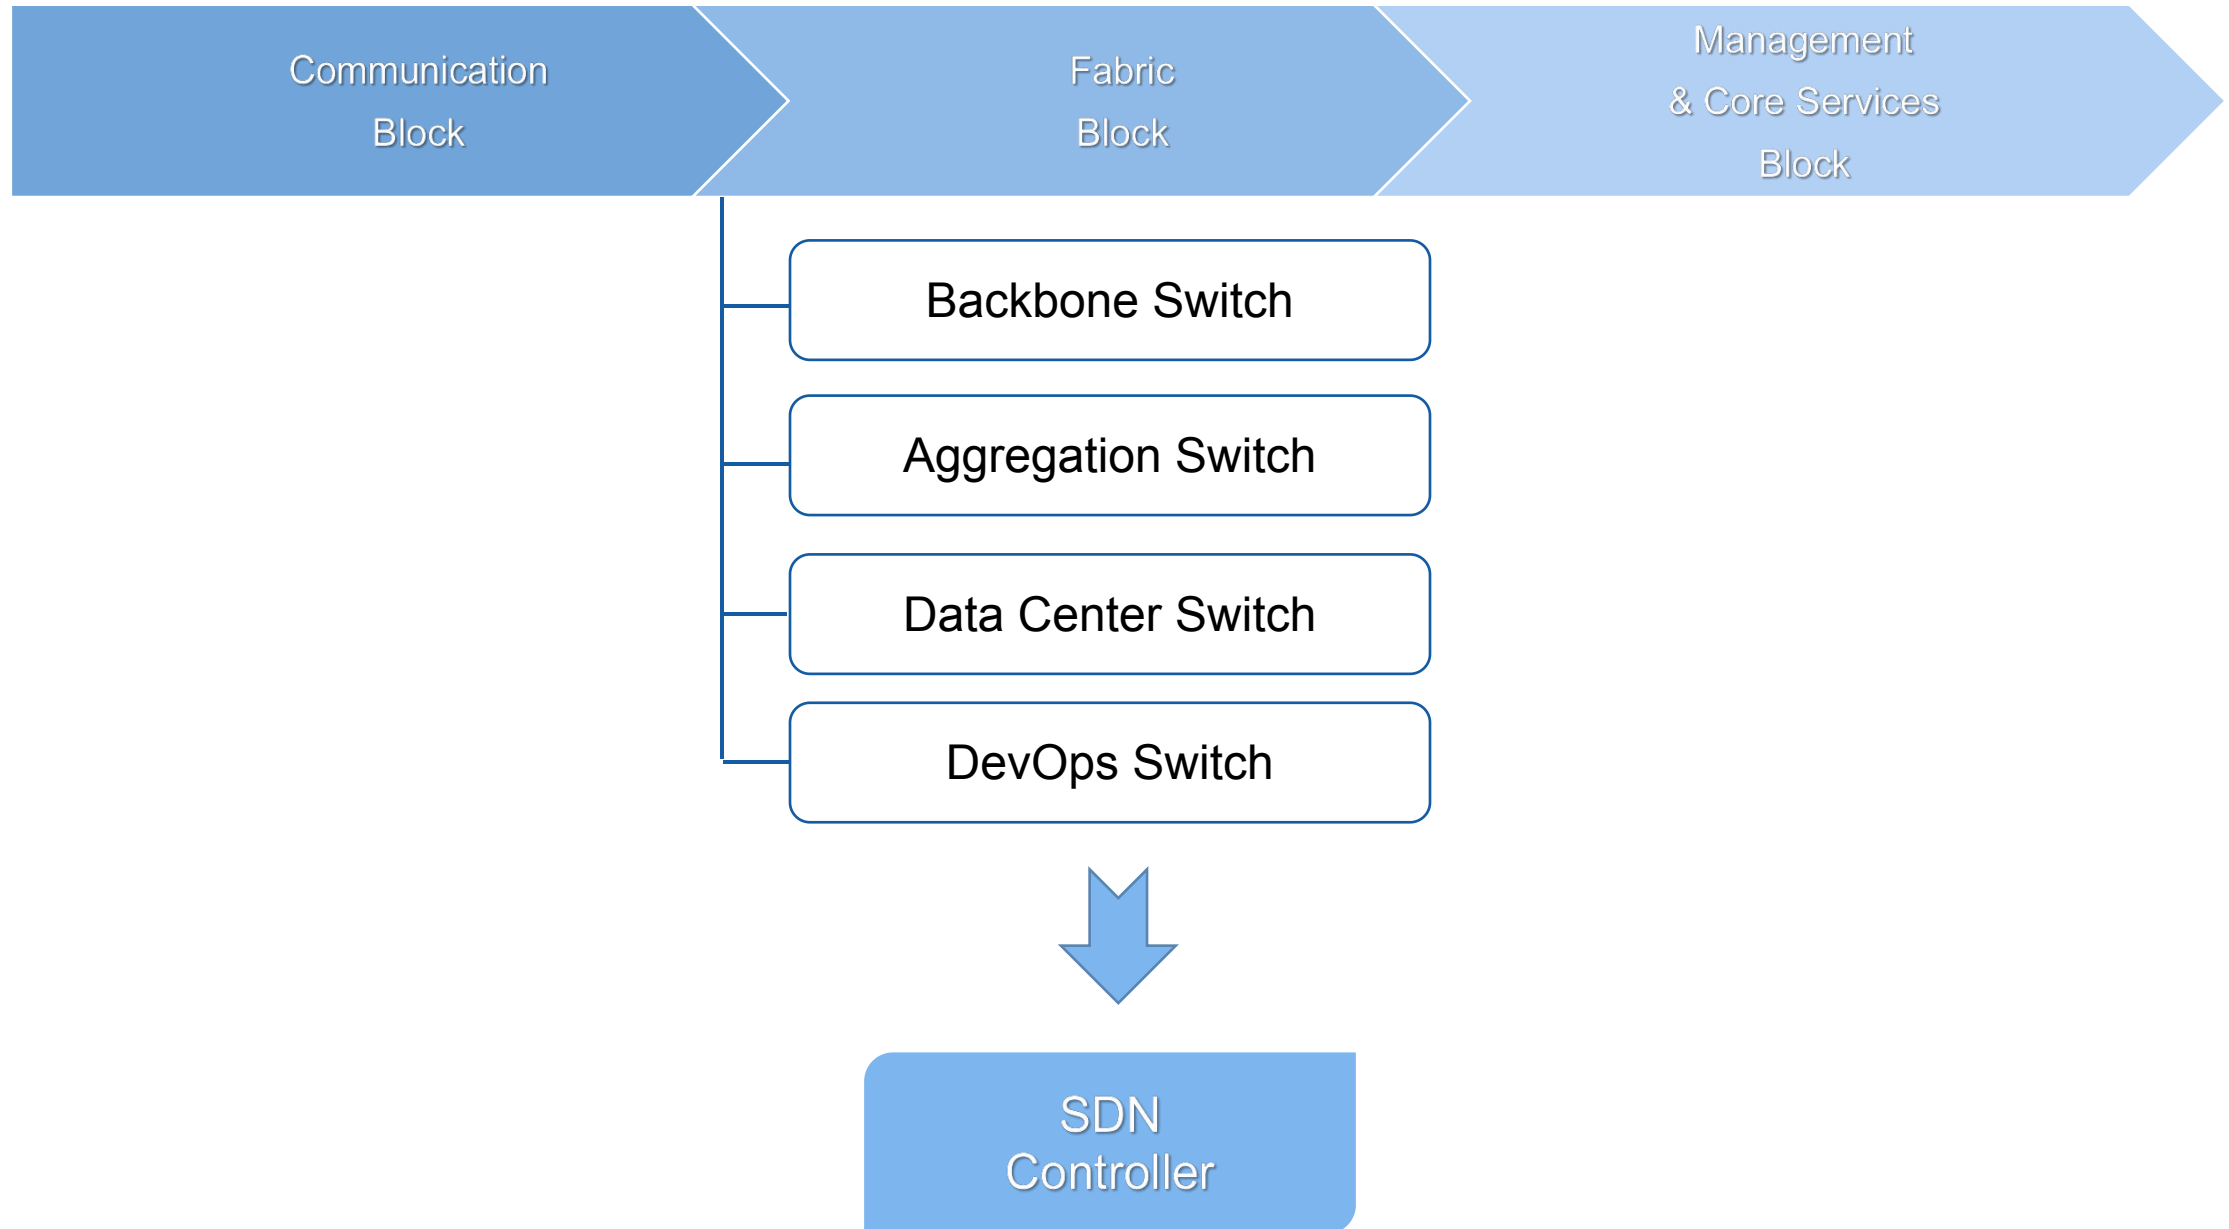 Communication
Block
Fabric
Block
Management
& Core Services
Block
Backbone Switch
Aggregation Switch
Data Center Switch
DevOps Switch
SDN
Controller